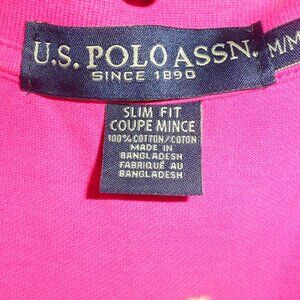 U.S. POLO ASSN.
SINCE 1890
M/M
SLIM FIT
COUPE MINCE
100% COTTON/COTON
MADE IN
BANGLADESH
FABRIQUÉ AU
BANGLADESH